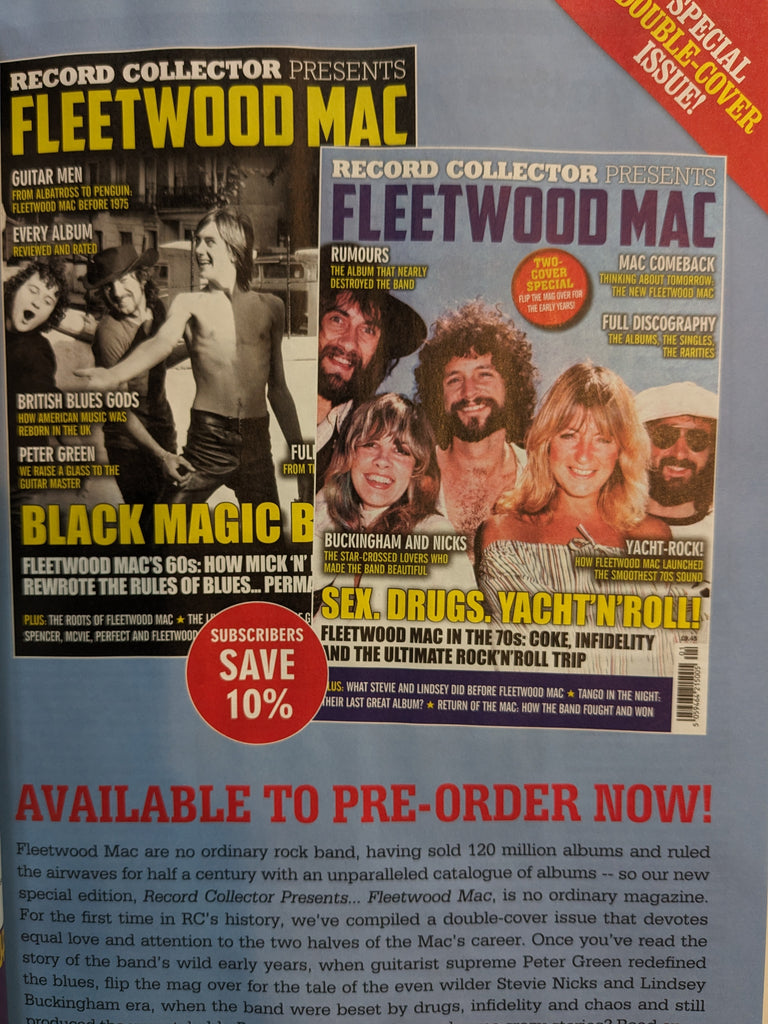 SPECIAL
DOUBLE-COVER
ISSUE!
RECORD COLLECTOR PRESENTS
FLEETWOOD MAC
GUITAR MEN
FROM ALBATROSS TO PENGUIN:
FLEETWOOD MAC BEFORE 1975
EVERY ALBUM
REVIEWED AND RATED
BRITISH BLUES GODS
HOW AMERICAN MUSIC WAS
REBORN IN THE UK
PETER GREEN
WE RAISE A GLASS TO THE
GUITAR MASTER
FROM
BLACK MAGIC
FLEETWOOD MAC'S 60s: HOW MICK 'N'
REWROTE THE RULES OF BLUES...
PLUS: THE ROOTS OF FLEETWOOD MAC ★ THE
SPENCER, MCVIE, PERFECT AND FLEETWOOD
RECORD COLLECTOR PRESENTS
FLEETWOOD MAC
RUMOURS
THE ALBUM THAT NEARLY
DESTROYED THE BAND
TWO-
COVER
SPECIAL
FLIP THE MAG OVER FOR
THE EARLY YEARS!
MAC COMEBACK
THINKING ABOUT TOMORROW:
THE NEW FLEETWOOD MAC
FULL DISCOGRAPHY
THE ALBUMS, THE SINGLES,
THE RARITIES
BUCKINGHAM AND NICKS
THE STAR-CROSSED LOVERS WHO
MADE THE BAND BEAUTIFUL
YACHT-ROCK!
HOW FLEETWOOD MAC LAUNCHED
THE SMOOTHEST 70S SOUND
SEX. DRUGS. YACHT'N'ROLL!
FLEETWOOD MAC IN THE 70s: COKE, INFIDELITY
AND THE ULTIMATE ROCK'N'ROLL TRIP
PLUS: WHAT STEVIE AND LINDSEY DID BEFORE FLEETWOOD MAC ★ TANGO IN THE NIGHT:
THEIR LAST GREAT ALBUM? ★ RETURN OF THE MAC: HOW THE BAND FOUGHT AND WON
01
SUBSCRIBERS
SAVE
10%
AVAILABLE TO PRE-ORDER NOW!
Fleetwood Mac are no ordinary rock band, having sold 120 million albums and ruled
the airwaves for half a century with an unparalleled catalogue of albums -- so our new
special edition, Record Collector Presents... Fleetwood Mac, is no ordinary magazine.
For the first time in RC's history, we've compiled a double-cover issue that devotes
equal love and attention to the two halves of the Mac's career. Once you've read the
story of the band's wild early years, when guitarist supreme Peter Green redefined
the blues, flip the mag over for the tale of the even wilder Stevie Nicks and Lindsey
Buckingham era, when the band were beset by drugs, infidelity and chaos and still